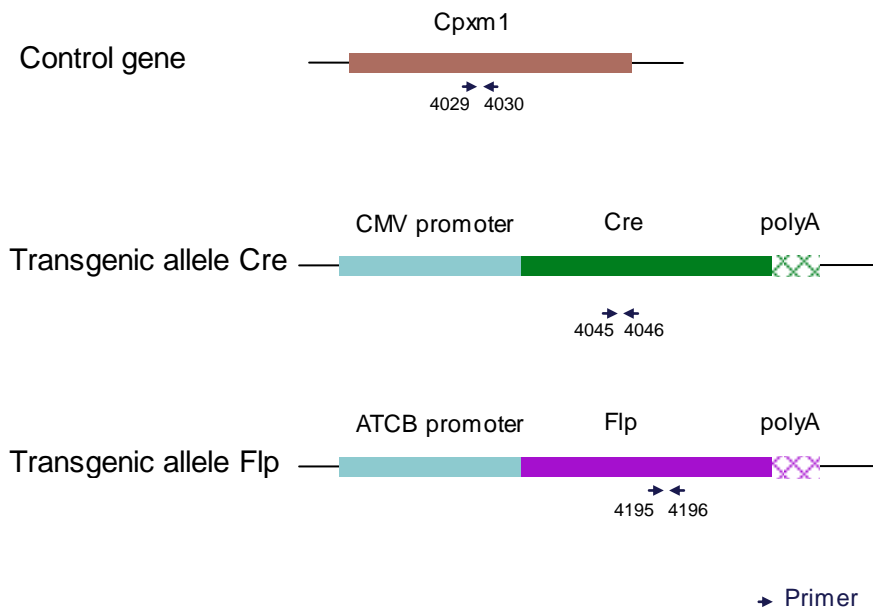 Cpxm1
Control gene
4029 4030
CMV promoter Cre polyA
Transgenic allele Cre
4045 4046
ATCB promoter Flp polyA
Transgenic allele Flp
4195 4196
Primer